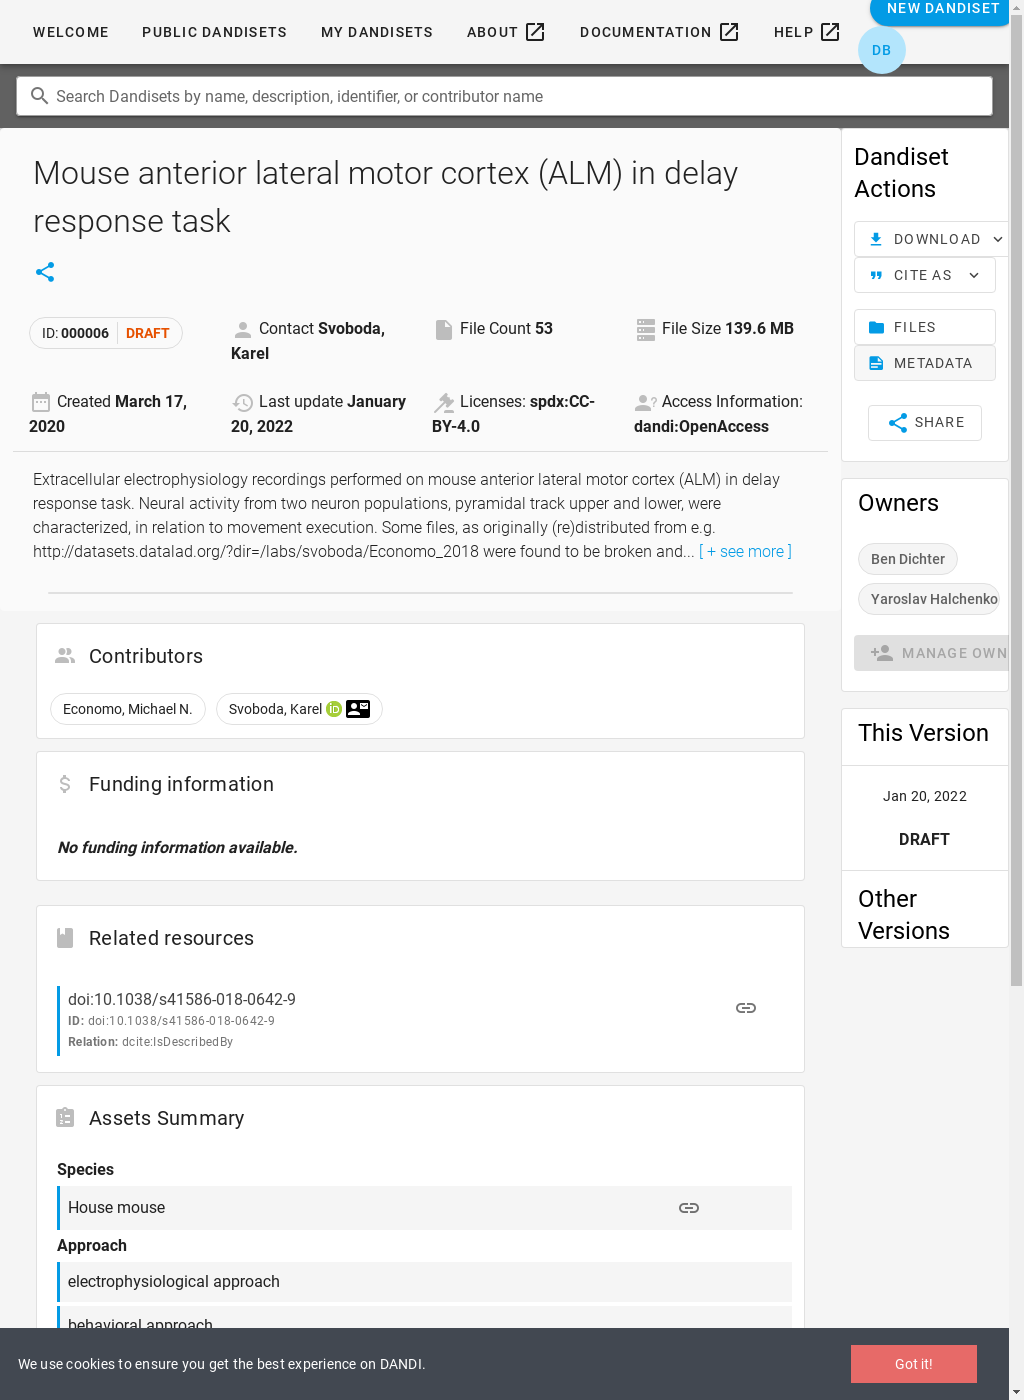 WELCOME PUBLIC DANDISETS MY DANDISETS ABOUT DOCUMENTATION HELP NEW DANDISET
DB
Search Dandisets by name, description, identifier, or contributor name
Mouse anterior lateral motor cortex (ALM) in delay
response task
ID: 000006 DRAFT
Contact Svoboda,
Karel
File Count 53
File Size 139.6 MB
Created March 17,
2020
Last update January
20, 2022
Licenses: spdx:CC-
BY-4.0
Access Information:
dandi:OpenAccess
Extracellular electrophysiology recordings performed on mouse anterior lateral motor cortex (ALM) in delay
response task. Neural activity from two neuron populations, pyramidal track upper and lower, were
characterized, in relation to movement execution. Some files, as originally (re)distributed from e.g.
http://datasets.datalad.org/?dir=/labs/svoboda/Economo_2018 were found to be broken and... [ + see more ]
Contributors
Economo, Michael N. Svoboda, Karel iD
Funding information
No funding information available.
Related resources
doi:10.1038/s41586-018-0642-9
ID: doi:10.1038/s41586-018-0642-9
Relation: dcite:IsDescribedBy
Assets Summary
Species
House mouse
Approach
electrophysiological approach
behavioral approach
Dandiset
Actions
DOWNLOAD
CITE AS
FILES
METADATA
SHARE
Owners
Ben Dichter
Yaroslav Halchenko
MANAGE OWN
This Version
Jan 20, 2022
DRAFT
Other
Versions
We use cookies to ensure you get the best experience on DANDI.
Got it!